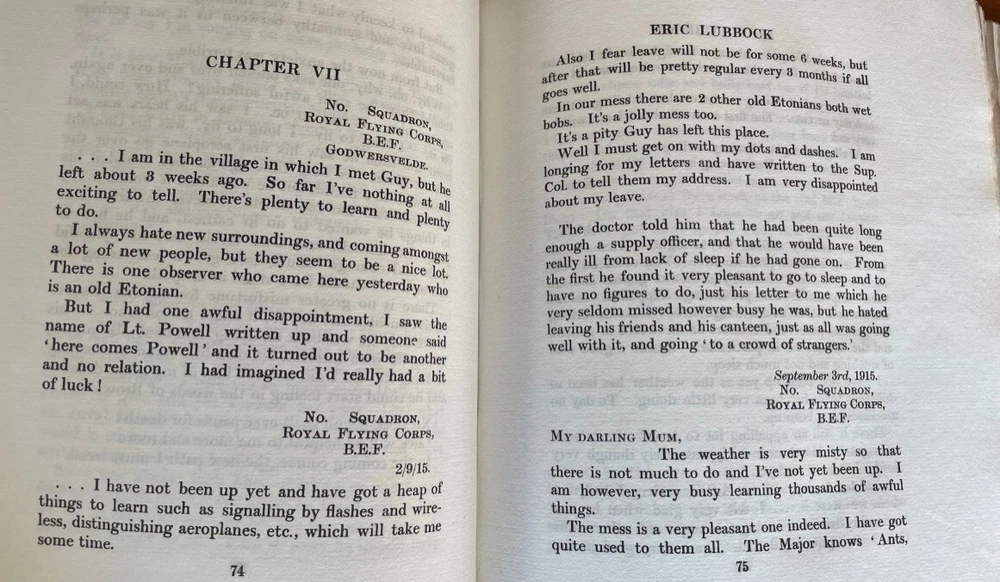 CHAPTER VII
No. Squadron,
Royal Flying Corps,
B.E.F.
Godwersvelde.
. . . I am in the village in which I met Guy, but he
left about 3 weeks ago. So far I've nothing at all
exciting to tell. There's plenty to learn and plenty
to do.
I always hate new surroundings, and coming amongst
a lot of new people, but they seem to be a nice lot.
There is one observer who came here yesterday who
is an old Etonian.
But I had one awful disappointment, I saw the
name of Lt. Powell written up and someone said
'here comes Powell' and it turned out to be another
and no relation. I had imagined I'd really had a bit
of luck!
No. Squadron,
Royal Flying Corps,
B.E.F.
2/9/15.
. . . I have not been up yet and have got a heap of
things to learn such as signalling by flashes and wire-
less, distinguishing aeroplanes, etc., which will take me
some time.
74
ERIC LUBBOCK
Also I fear leave will not be for some 6 weeks, but
after that will be pretty regular every 3 months if all
goes well.
In our mess there are 2 other old Etonians both wet
bobs. It's a jolly mess too.
It's a pity Guy has left this place.
Well I must get on with my dots and dashes. I am
longing for my letters and have written to the Sup.
Col. to tell them my address. I am very disappointed
about my leave.
The doctor told him that he had been quite long
enough a supply officer, and that he would have been
really ill from lack of sleep if he had gone on. From
the first he found it very pleasant to go to sleep and to
have no figures to do, just his letter to me which he
very seldom missed however busy he was, but he hated
leaving his friends and his canteen, just as all was going
well with it, and going 'to a crowd of strangers.'
September 3rd, 1915.
No. Squadron,
Royal Flying Corps,
B.E.F.
My darling Mum,
The weather is very misty so that
there is not much to do and I've not yet been up. I
am however, very busy learning thousands of awful
things.
The mess is a very pleasant one indeed. I have got
quite used to them all. The Major knows 'Ants,
75